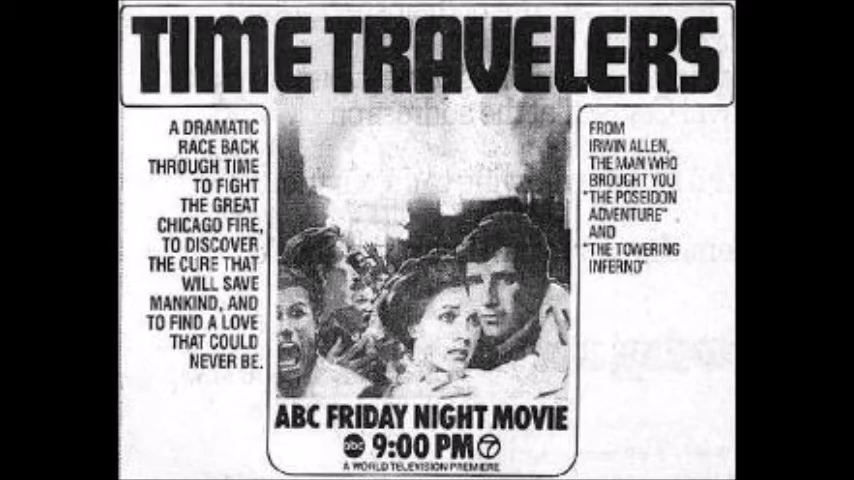 TIME TRAVELERS
A DRAMATIC
RACE BACK
THROUGH TIME
TO FIGHT
THE GREAT
CHICAGO FIRE,
TO DISCOVER
THE CURE THAT
WILL SAVE
MANKIND, AND
TO FIND A LOVE
THAT COULD
NEVER BE.
FROM
IRWIN ALLEN,
THE MAN WHO
BROUGHT YOU
"THE POSEIDON
ADVENTURE"
AND
"THE TOWERING
INFERNO"
ABC FRIDAY NIGHT MOVIE
abc 9:00 PM 7
A WORLD TELEVISION PREMIERE